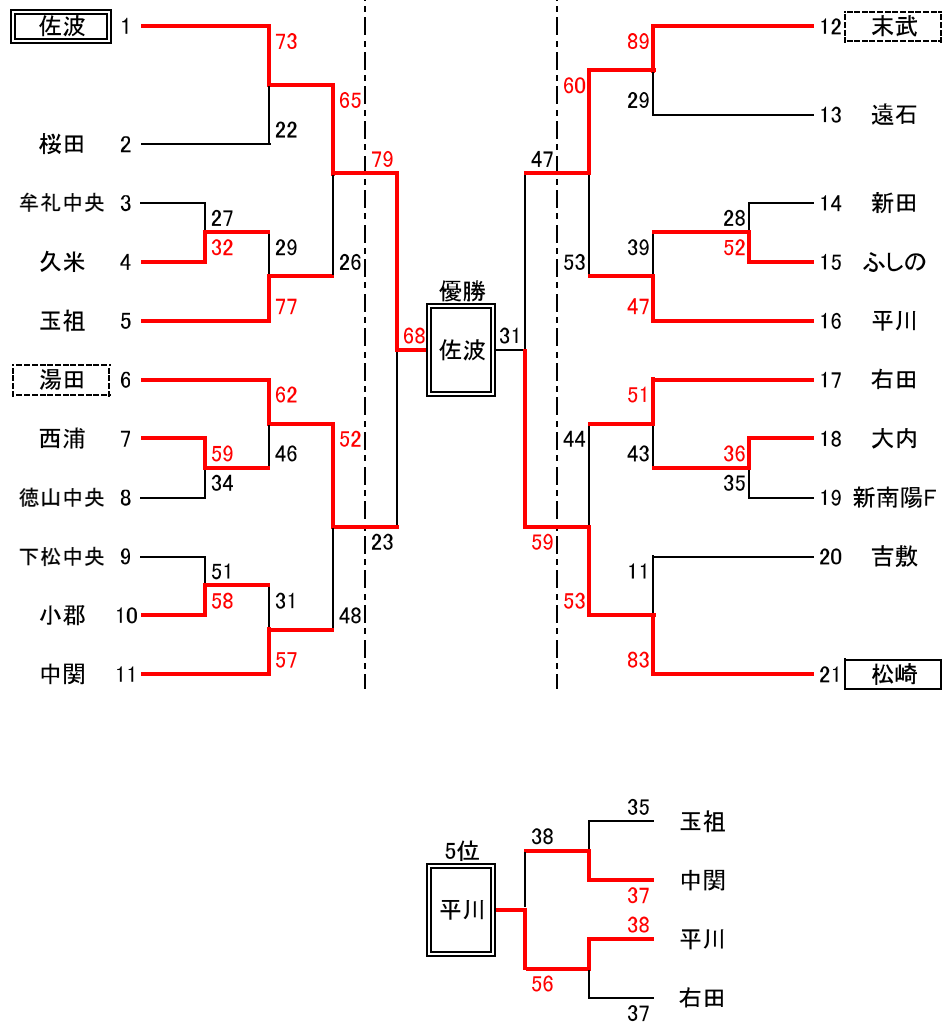 佐波 1
73
桜田 2
22
65
牟礼中央 3
27
久米 4
32
29
玉祖 5
77
26
79
湯田 6
62
西浦 7
59
46
徳山中央 8
34
52
下松中央 9
51
小郡 10
58
31
中関 11
57
48
23
68
優勝
佐波
31
12 末武
89
60
29
13 遠石
47
14 新田
28
15 ふしの
52
39
53
16 平川
47
17 右田
51
44
18 大内
36
43
19 新南陽F
35
59
20 吉敷
11
53
21 松崎
83
35 玉祖
38
5位
中関
37
平川
38
平川
56
右田
37